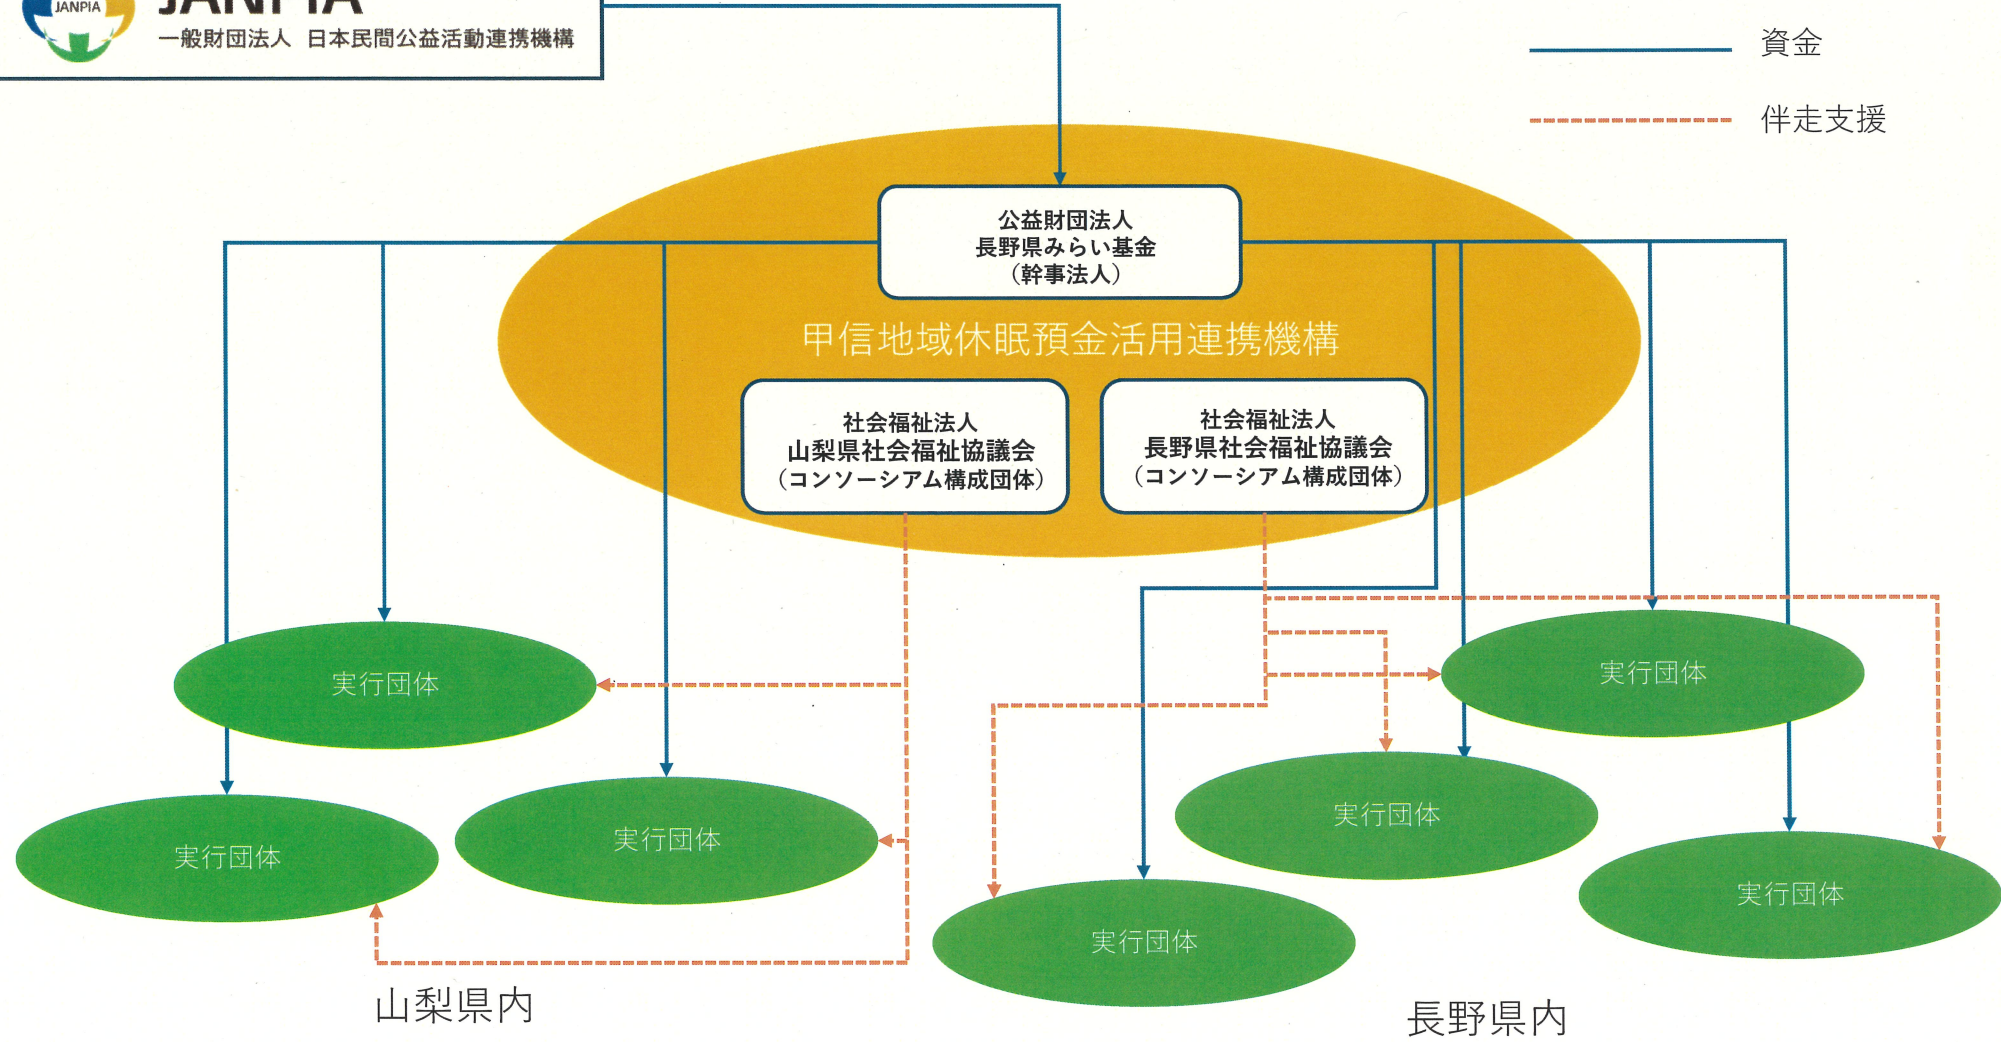 JANPIA
JANPIA
一般財団法人 日本民間公益活動連携機構
資金
伴走支援
公益財団法人
長野県みらい基金
（幹事法人）
甲信地域休眠預金活用連携機構
社会福祉法人
山梨県社会福祉協議会
（コンソーシアム構成団体）
社会福祉法人
長野県社会福祉協議会
（コンソーシアム構成団体）
実行団体
実行団体
実行団体
実行団体
実行団体
実行団体
実行団体
山梨県内
長野県内